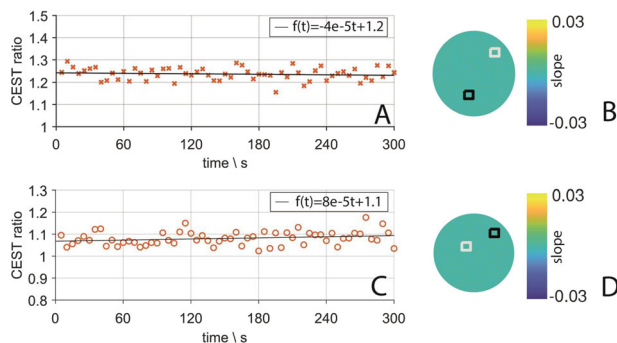 1.5
1.4
1.3
1.2
1.1
1
CEST ratio
f(t)=-4e-5t+1.2
A
0 60 120 180 240 300
time \ s
0.03
slope
-0.03
B
1.3
1.2
1.1
1
0.9
0.8
CEST ratio
f(t)=8e-5t+1.1
C
0 60 120 180 240 300
time \ s
0.03
slope
-0.03
D